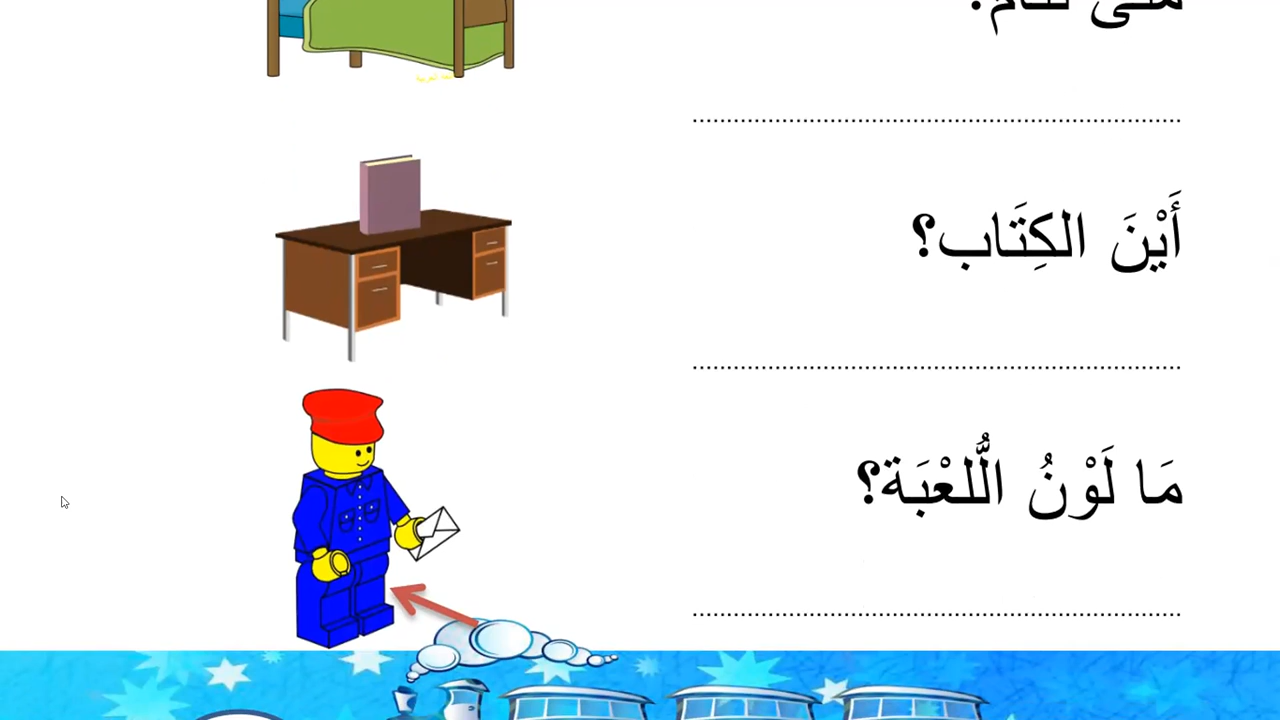 أَيْنَ الكِتَاب؟
مَا لَوْنُ الُّلعْبَة؟